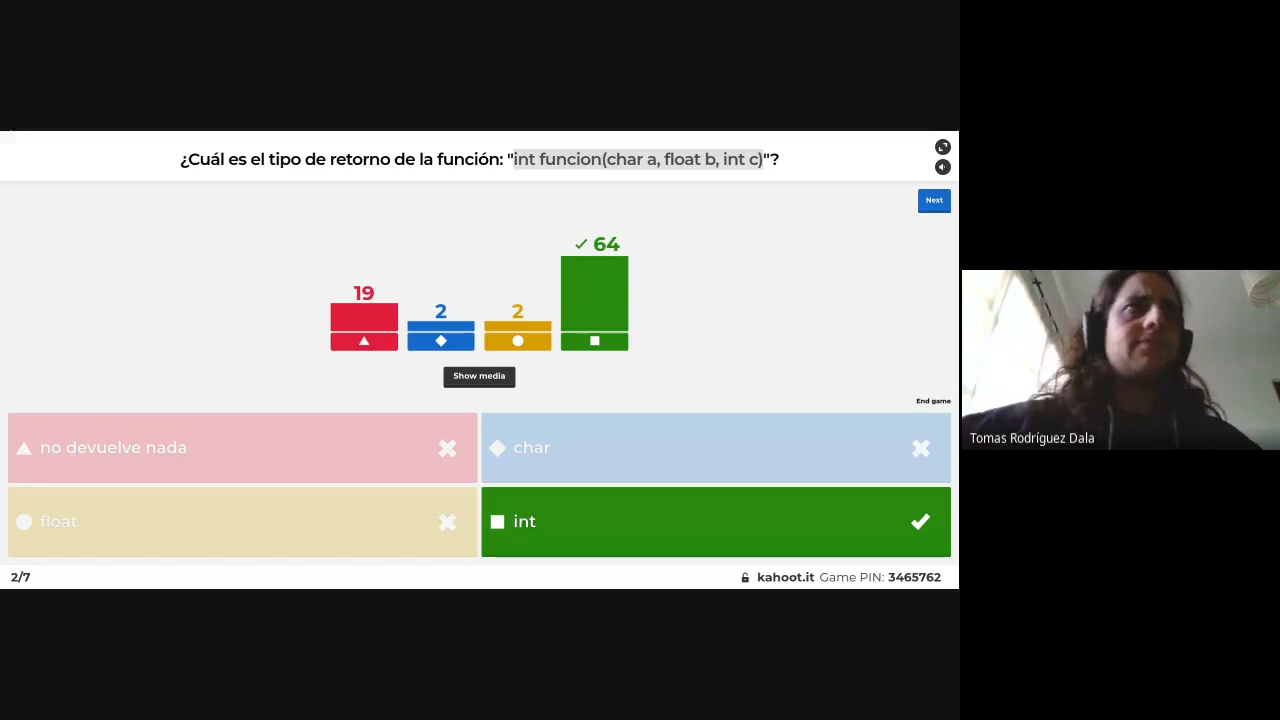 ¿Cuál es el tipo de retorno de la función: "int funcion(char a, float b, int c)"?
Next
64
19
2
2
Show media
End game
no devuelve nada
char
float
int
2/7
kahoot.it Game PIN: 3465762
Tomas Rodríguez Dala